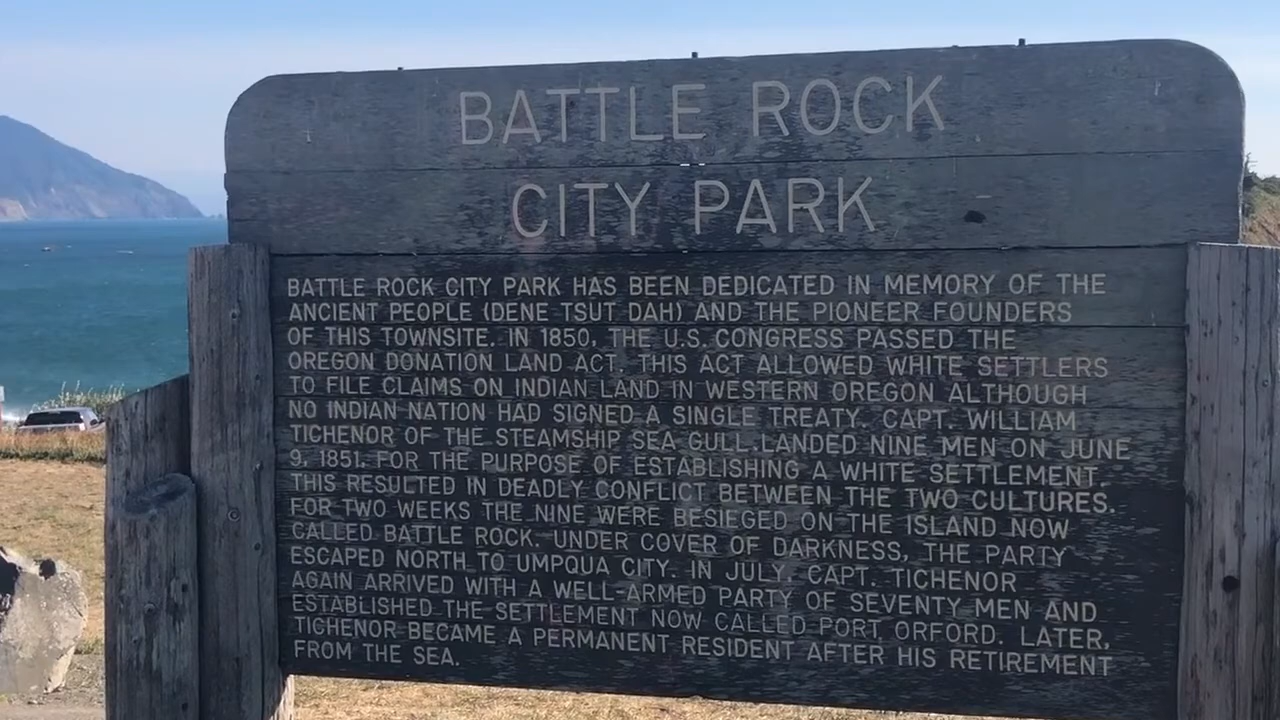 BATTLE ROCK
CITY PARK
BATTLE ROCK CITY PARK HAS BEEN DEDICATED IN MEMORY OF THE
ANCIENT PEOPLE (DENE TSUT DAH) AND THE PIONEER FOUNDERS
OF THIS TOWNSITE. IN 1850, THE U.S. CONGRESS PASSED THE
OREGON DONATION LAND ACT. THIS ACT ALLOWED WHITE SETTLERS
TO FILE CLAIMS ON INDIAN LAND IN WESTERN OREGON ALTHOUGH
NO INDIAN NATION HAD SIGNED A SINGLE TREATY. CAPT. WILLIAM
TICHENOR OF THE STEAMSHIP SEA GULL.LANDED NINE MEN ON JUNE
9, 1851. FOR THE PURPOSE OF ESTABLISHING A WHITE SETTLEMENT.
THIS RESULTED IN DEADLY CONFLICT BETWEEN THE TWO CULTURES.
FOR TWO WEEKS THE NINE WERE BESIEGED ON THE ISLAND NOW
CALLED BATTLE ROCK. UNDER COVER OF DARKNESS, THE PARTY
ESCAPED NORTH TO UMPQUA CITY. IN JULY, CAPT. TICHENOR
AGAIN ARRIVED WITH A WELL-ARMED PARTY OF SEVENTY MEN AND
ESTABLISHED THE SETTLEMENT NOW CALLED PORT ORFORD. LATER,
TICHENOR BECAME A PERMANENT RESIDENT AFTER HIS RETIREMENT
FROM THE SEA.